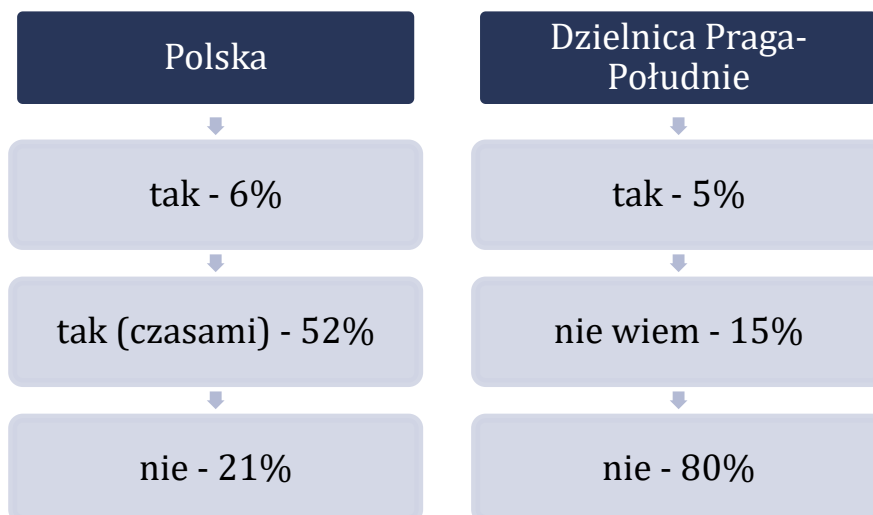 Polska
tak - 6%
tak (czasami) - 52%
nie - 21%
Dzielnica Praga-
Południe
tak - 5%
nie wiem - 15%
nie - 80%